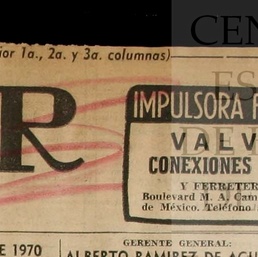 CEN
ior 1a., 2a. y 3a. columnas)
ES
R
IMPULSORA F
VALV
DE
CONEXIONES
Y FERRETER
Boulevard M. A. Cam
de México. Teléfono
E 1970
GERENTE GENERAL:
ALBERTO RAMIREZ DE AGU